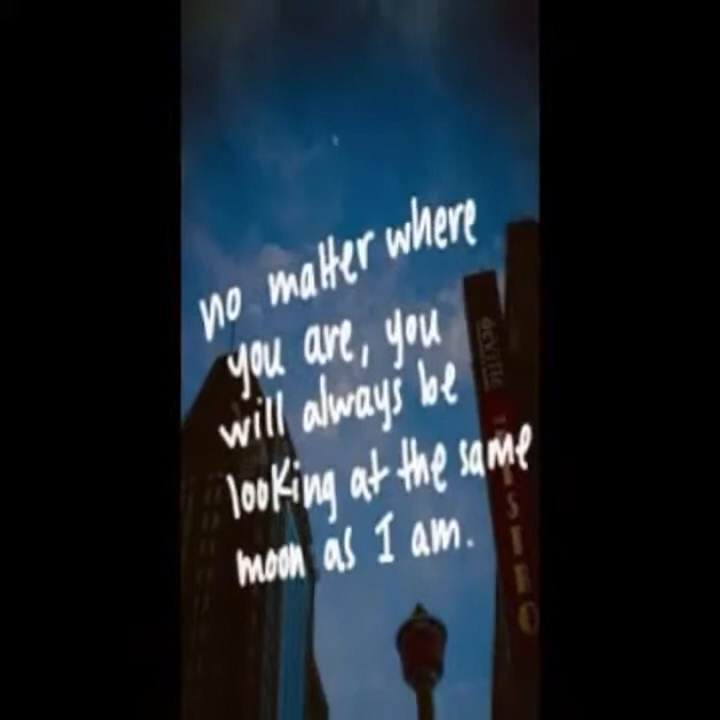 no matter where
you are, you
will always be
looking at the same
moon as I am.